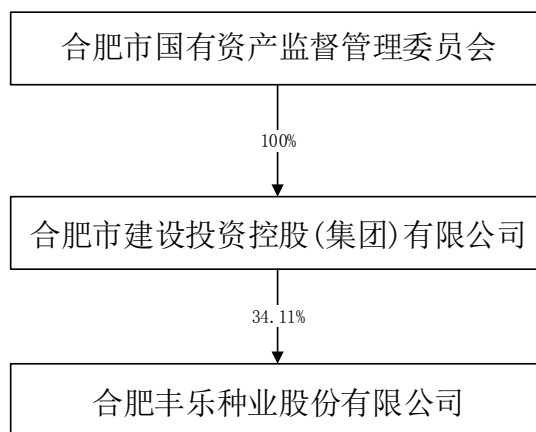 合肥市国有资产监督管理委员会
100%
合肥市建设投资控股(集团)有限公司
34.11%
合肥丰乐种业股份有限公司